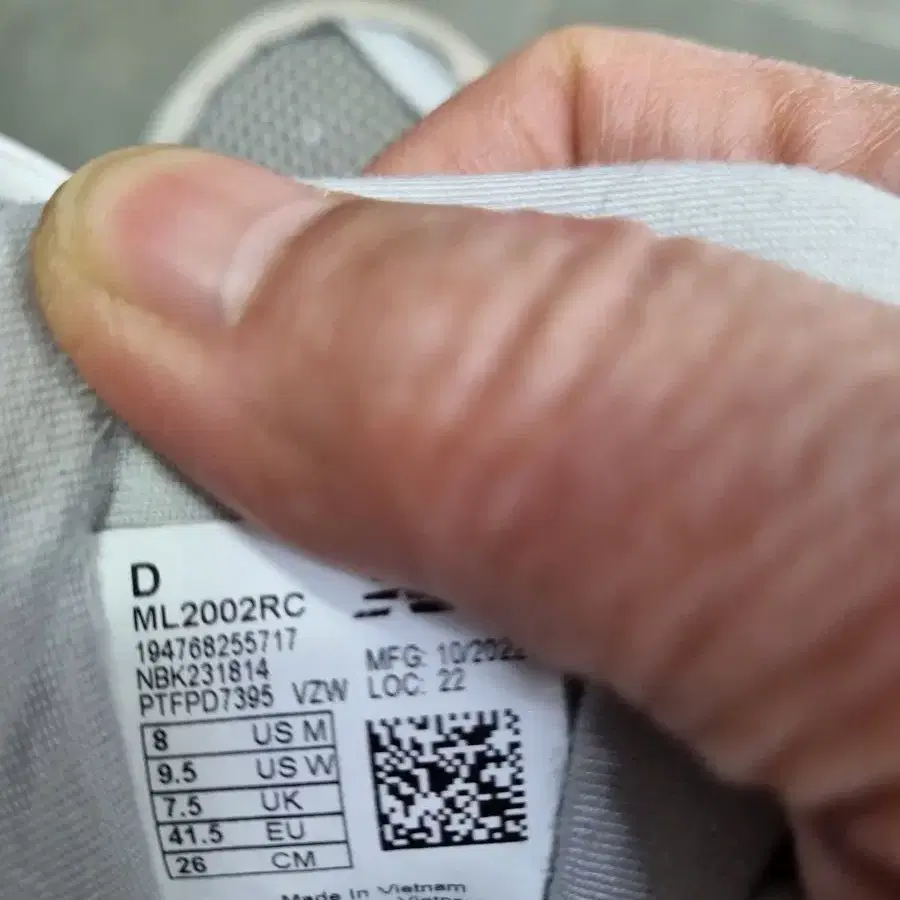 D
ML2002RC
194768255717
NBK231814
PTFPD7395 VZW
MFG: 10/2022
LOC: 22
8 US M
9.5 US W
7.5 UK
41.5 EU
26 CM
Made In Vietnam